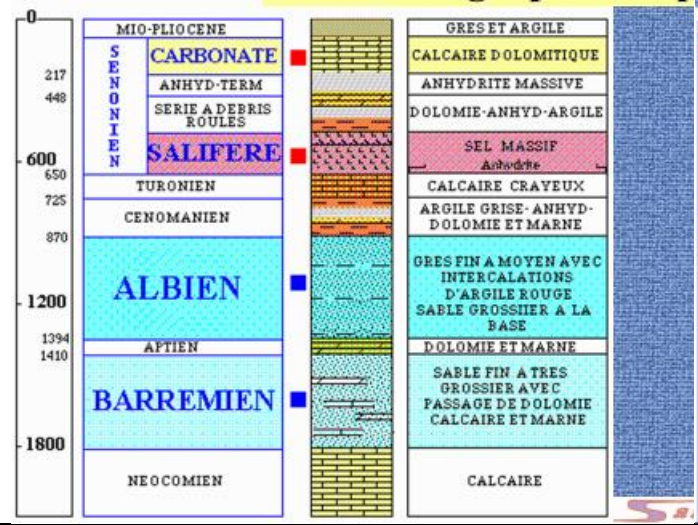 0
MIO-PLIOCENE
GRES ET ARGILE
SENONIEN
CARBONATE
CALCAIRE DOLOMITIQUE
217
ANHYD-TERM
ANHYDRITE MASSIVE
448
SERIE A DEBRIS
ROULES
DOLOMIE-ANHYD-ARGILE
600
SALIFERE
SEL MASSIF
Anhydrite
650
TURONIEN
CALCAIRE CRAYEUX
725
CENOMANIEN
ARGILE GRISE-ANHYD-
DOLOMIE ET MARNE
870
1200
ALBIEN
GRES FIN A MOYEN AVEC
INTERCALATIONS
D'ARGILE ROUGE
SABLE GROSSIIER A LA
BASE
1394
APTIEN
DOLOMIE ET MARNE
1410
BARREMIEN
SABLE FIN A TRES
GROSSIER AVEC
PASSAGE DE DOLOMIE
CALCAIRE ET MARNE
1800
NEOCOMIEN
CALCAIRE